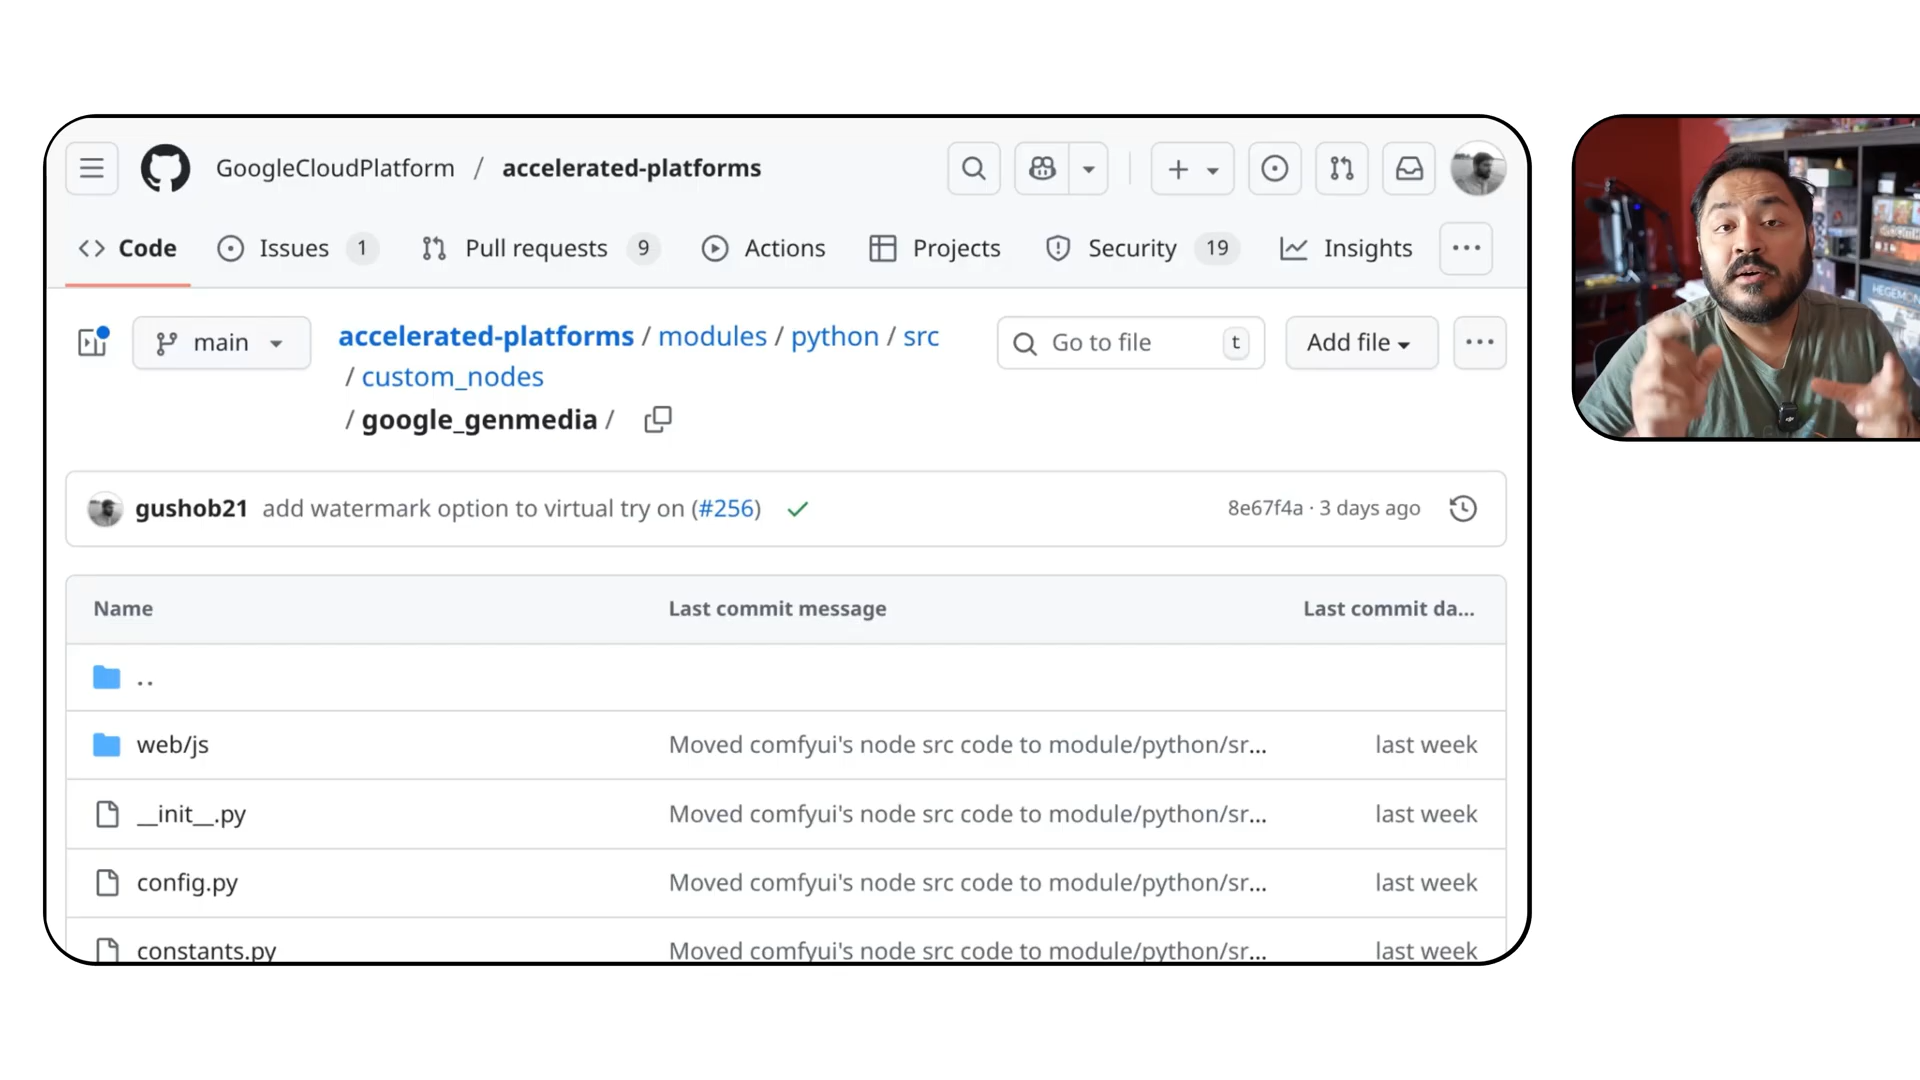 GoogleCloudPlatform / accelerated-platforms
Code Issues 1 Pull requests 9 Actions Projects Security 19 Insights
main accelerated-platforms / modules / python / src Go to file t Add file
/ custom_nodes
/ google_genmedia /
gushob21 add watermark option to virtual try on (#256) 8e67f4a · 3 days ago
Name Last commit message Last commit da...
..
web/js Moved comfyui's node src code to module/python/sr... last week
__init__.py Moved comfyui's node src code to module/python/sr... last week
config.py Moved comfyui's node src code to module/python/sr... last week
constants.py Moved comfyui's node src code to module/python/sr... last week
HEGEMON